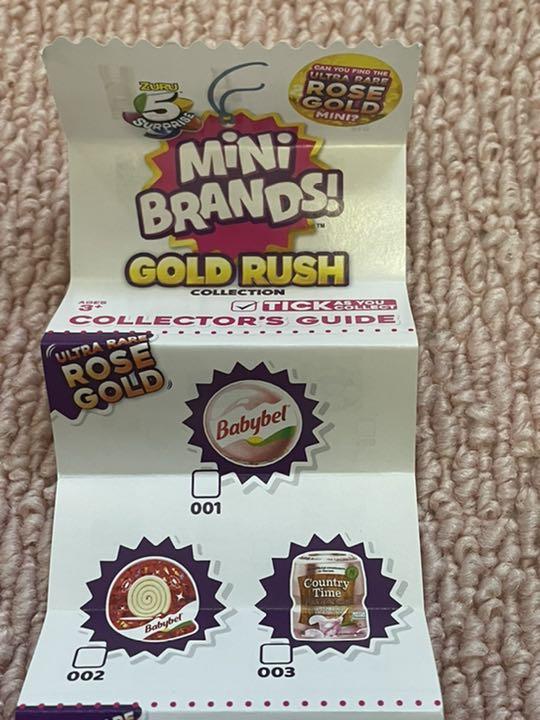 ZURU
5
SURPRISE
CAN YOU FIND THE
ULTRA RARE
ROSE
GOLD
MINI?
MiNi
BRANDS!
TM
GOLD RUSH
COLLECTION
AGES
3+
TICK AS YOU
COLLECT
COLLECTOR'S GUIDE
ULTRA RARE
ROSE
GOLD
Babybel
001
Babybel
002
Country
Time
003